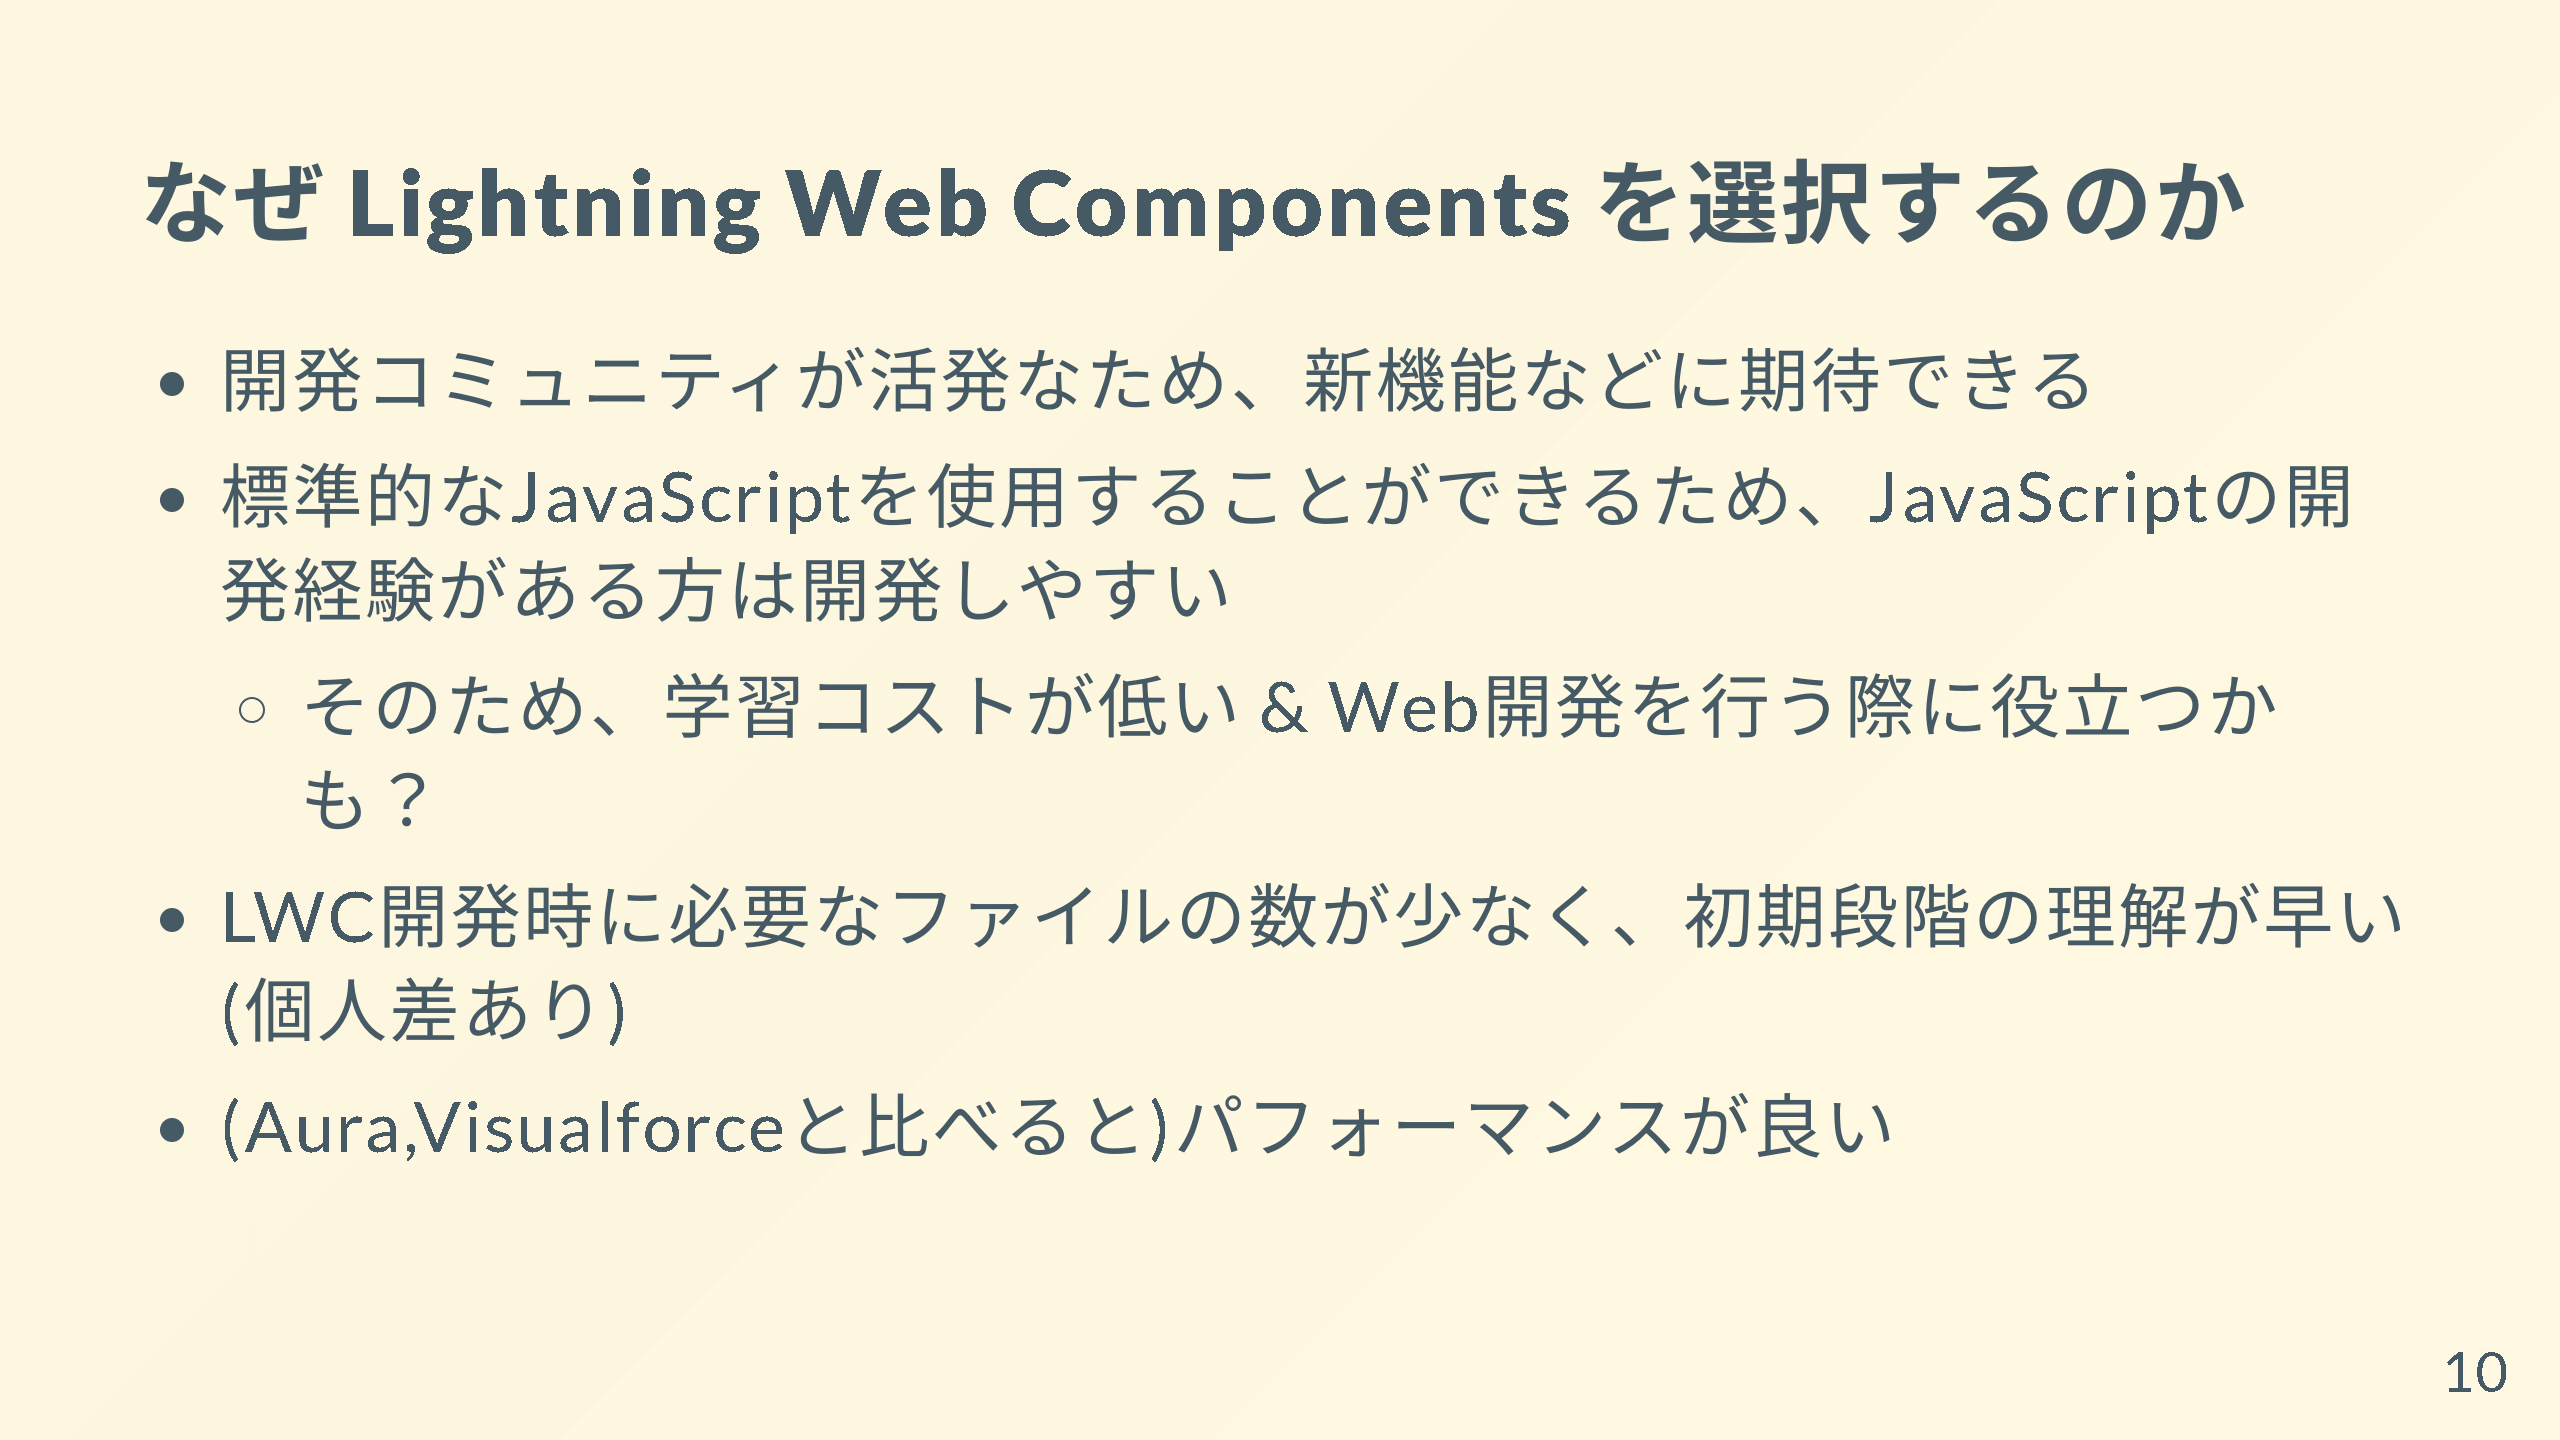 なぜ Lightning Web Components を選択するのか
• 開発コミュニティが活発なため、新機能などに期待できる
• 標準的なJavaScriptを使用することができるため、JavaScriptの開
発経験がある方は開発しやすい
◦ そのため、学習コストが低い & Web開発を行う際に役立つか
も？
• LWC開発時に必要なファイルの数が少なく、初期段階の理解が早い
(個人差あり)
• (Aura,Visualforceと比べると)パフォーマンスが良い
10